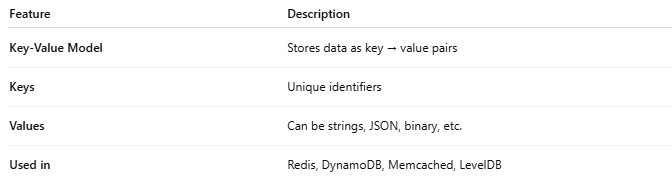 Feature Description
Key-Value Model Stores data as key → value pairs
Keys Unique identifiers
Values Can be strings, JSON, binary, etc.
Used in Redis, DynamoDB, Memcached, LevelDB